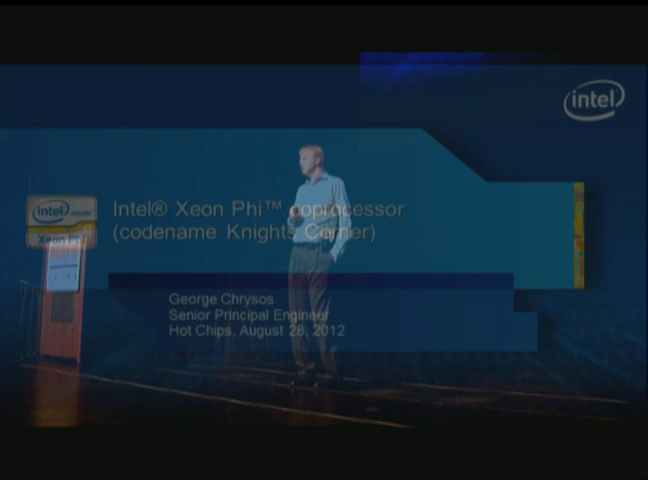 intel
intel inside
Xeon Phi
Intel® Xeon Phi™ coprocessor
(codename Knights Corner)
George Chrysos
Senior Principal Engineer
Hot Chips, August 28, 2012